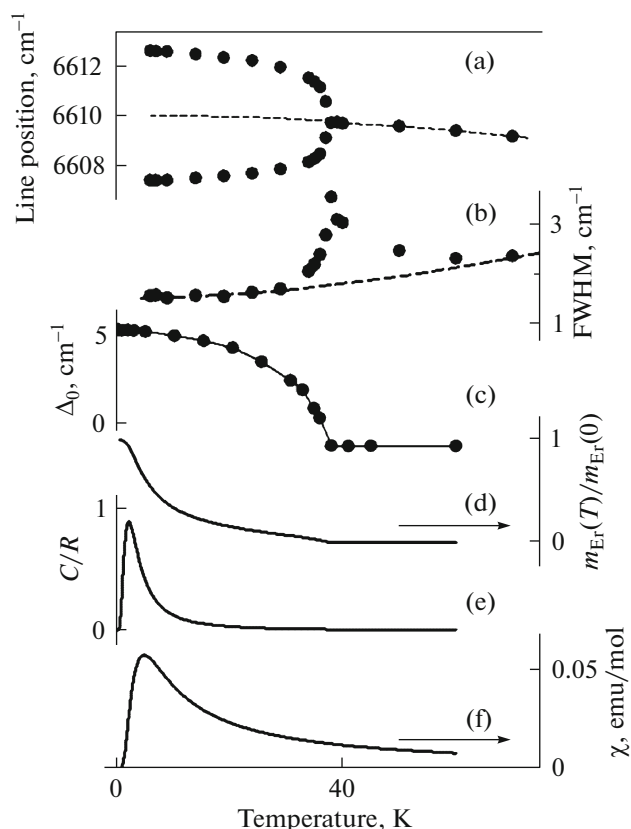 6612
6610
6608
Line position, cm⁻¹
(a)
(b)
3
1
FWHM, cm⁻¹
5
0
Δ₀, cm⁻¹
(c)
1
0
m_Er(T)/m_Er(0)
(d)
1
0
C/R
(e)
0.05
0
χ, emu/mol
(f)
0
40
Temperature, K